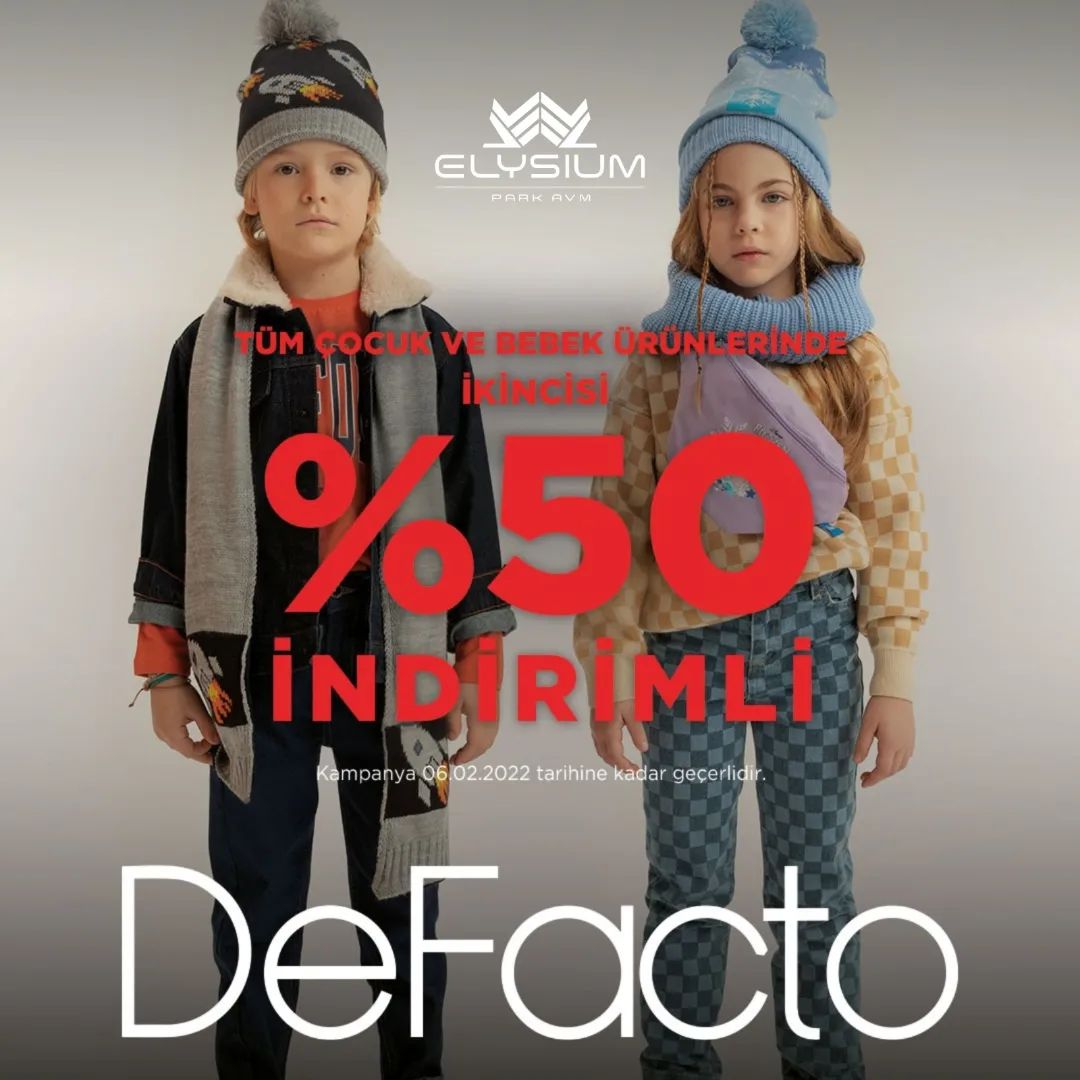 ELYSIUM
PARK AVM
TÜM ÇOCUK VE BEBEK ÜRÜNLERİNDE
İKİNCİSİ
%50
İNDİRİMLİ
Kampanya 06.02.2022 tarihine kadar geçerlidir.
DeFacto